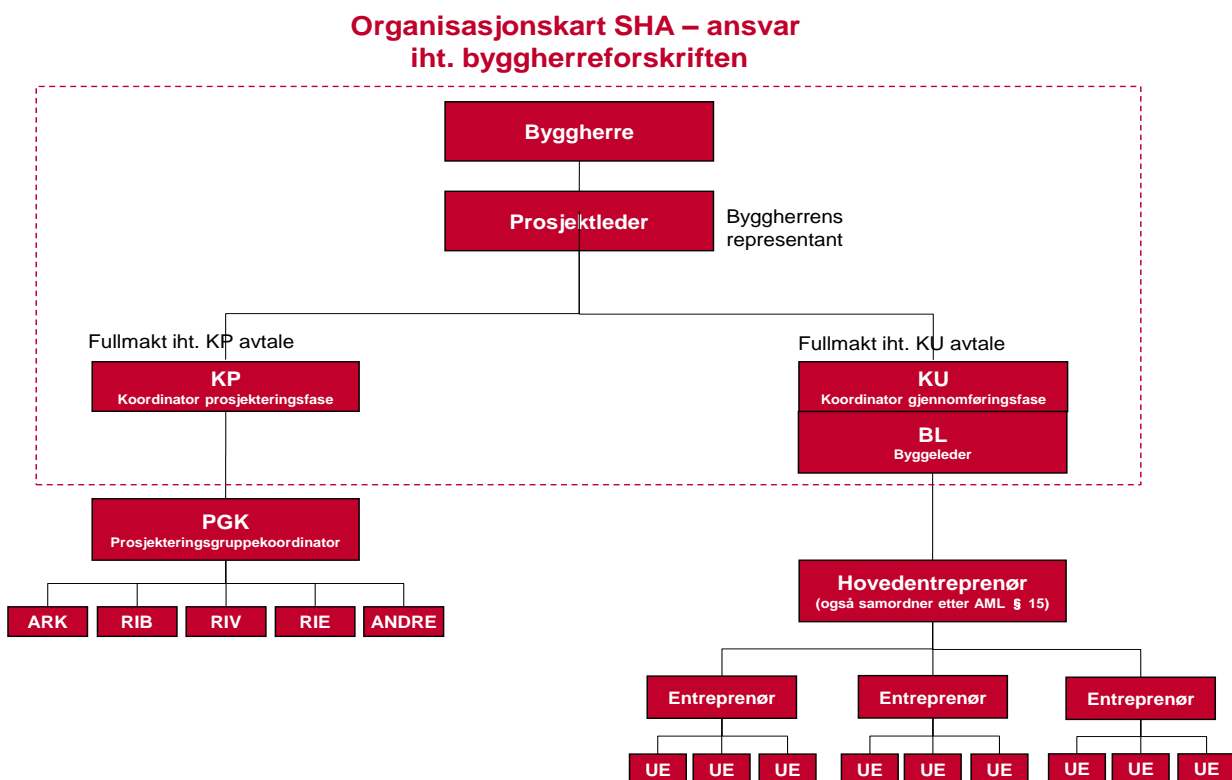 Organisasjonskart SHA – ansvar
iht. byggherreforskriften
Byggherre
Prosjektleder
Byggherrens
representant
Fullmakt iht. KP avtale
Fullmakt iht. KU avtale
KP
Koordinator prosjekteringsfase
KU
Koordinator gjennomføringsfase
BL
Byggeleder
PGK
Prosjekteringsgruppekoordinator
Hovedentreprenør
(også samordner etter AML § 15)
ARK RIB RIV RIE ANDRE
Entreprenør Entreprenør Entreprenør
UE UE UE UE UE UE UE UE UE